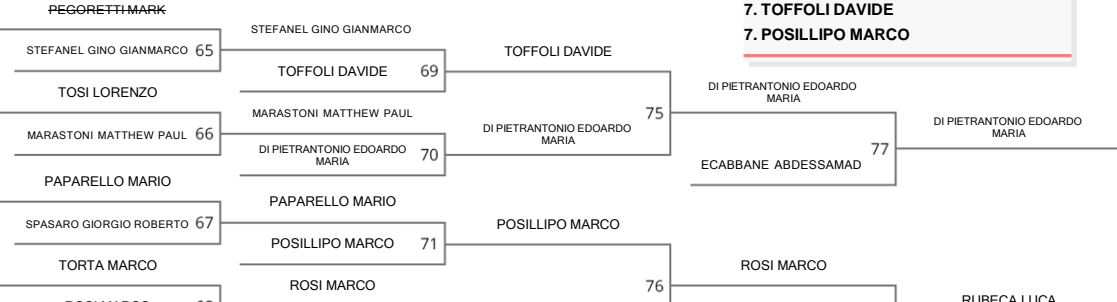 PEGORETTI MARK
7. TOFFOLI DAVIDE
STEFANEL GINO GIANMARCO
7. POSILLIPO MARCO
STEFANEL GINO GIANMARCO 65
TOFFOLI DAVIDE
TOFFOLI DAVIDE 69
TOSI LORENZO
DI PIETRANTONIO EDOARDO
MARIA
MARASTONI MATTHEW PAUL
75
DI PIETRANTONIO EDOARDO
MARIA
MARASTONI MATTHEW PAUL 66
DI PIETRANTONIO EDOARDO
MARIA
DI PIETRANTONIO EDOARDO
MARIA
70
77
ECABBANE ABDESSAMAD
PAPARELLO MARIO
PAPARELLO MARIO
SPASARO GIORGIO ROBERTO 67
POSILLIPO MARCO
POSILLIPO MARCO 71
TORTA MARCO
ROSI MARCO
ROSI MARCO
76
RUBECA LUCA